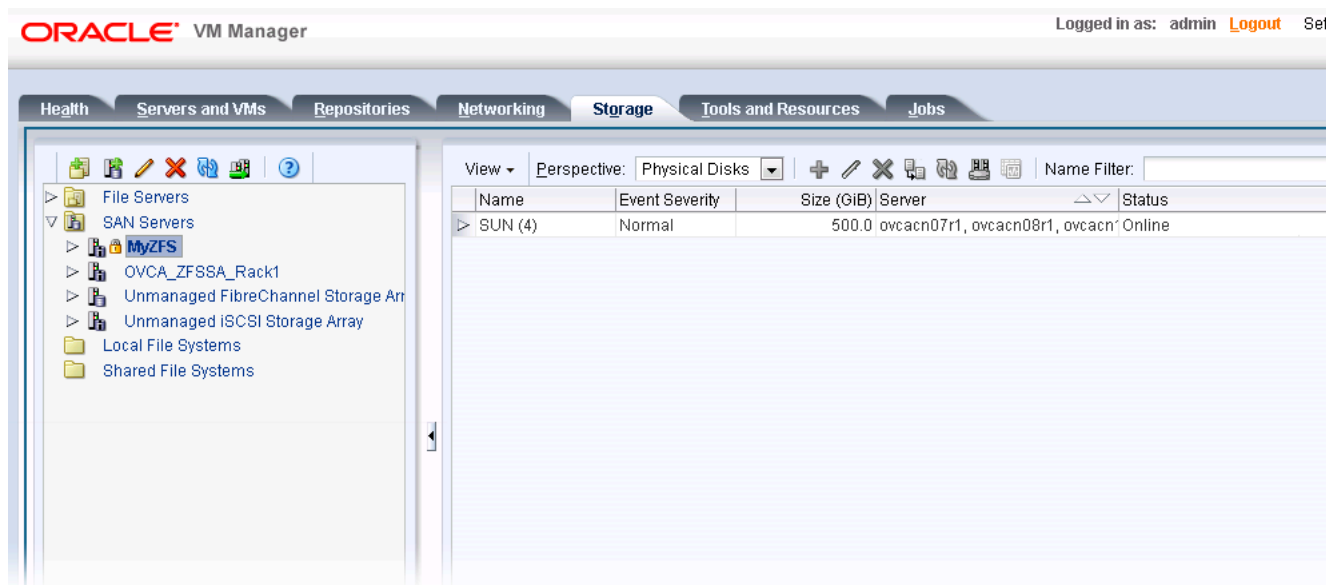 ORACLE VM Manager
Logged in as: admin Logout
Health Servers and VMs Repositories Networking Storage Tools and Resources Jobs
View Perspective: Physical Disks Name Filter:
Name Event Severity Size (GiB) Server Status
SUN (4) Normal 500.0 ovcacn07r1, ovcacn08r1, ovcacn1 Online
File Servers
SAN Servers
MyZFS
OVCA_ZFSSA_Rack1
Unmanaged FibreChannel Storage Arr
Unmanaged iSCSI Storage Array
Local File Systems
Shared File Systems